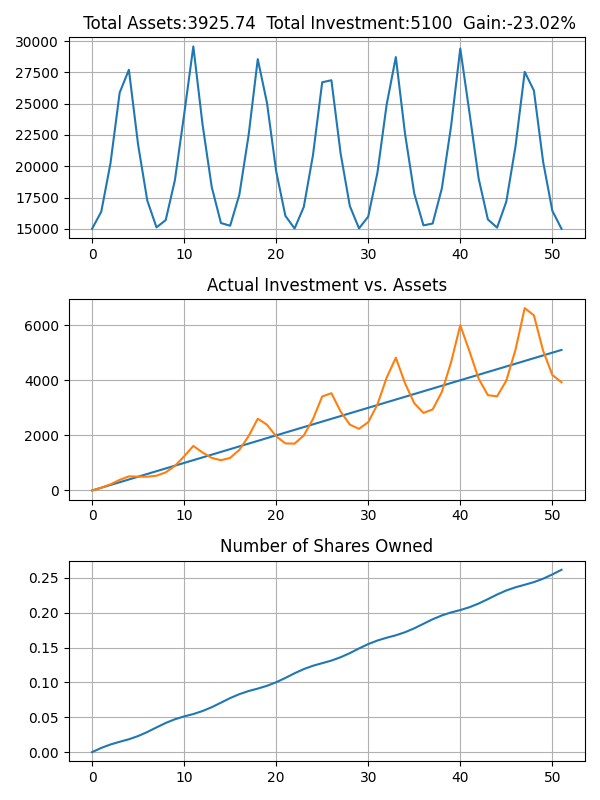 Total Assets:3925.74 Total Investment:5100 Gain:-23.02%
30000
27500
25000
22500
20000
17500
15000
0 10 20 30 40 50
Actual Investment vs. Assets
6000
4000
2000
0
0 10 20 30 40 50
Number of Shares Owned
0.25
0.20
0.15
0.10
0.05
0.00
0 10 20 30 40 50